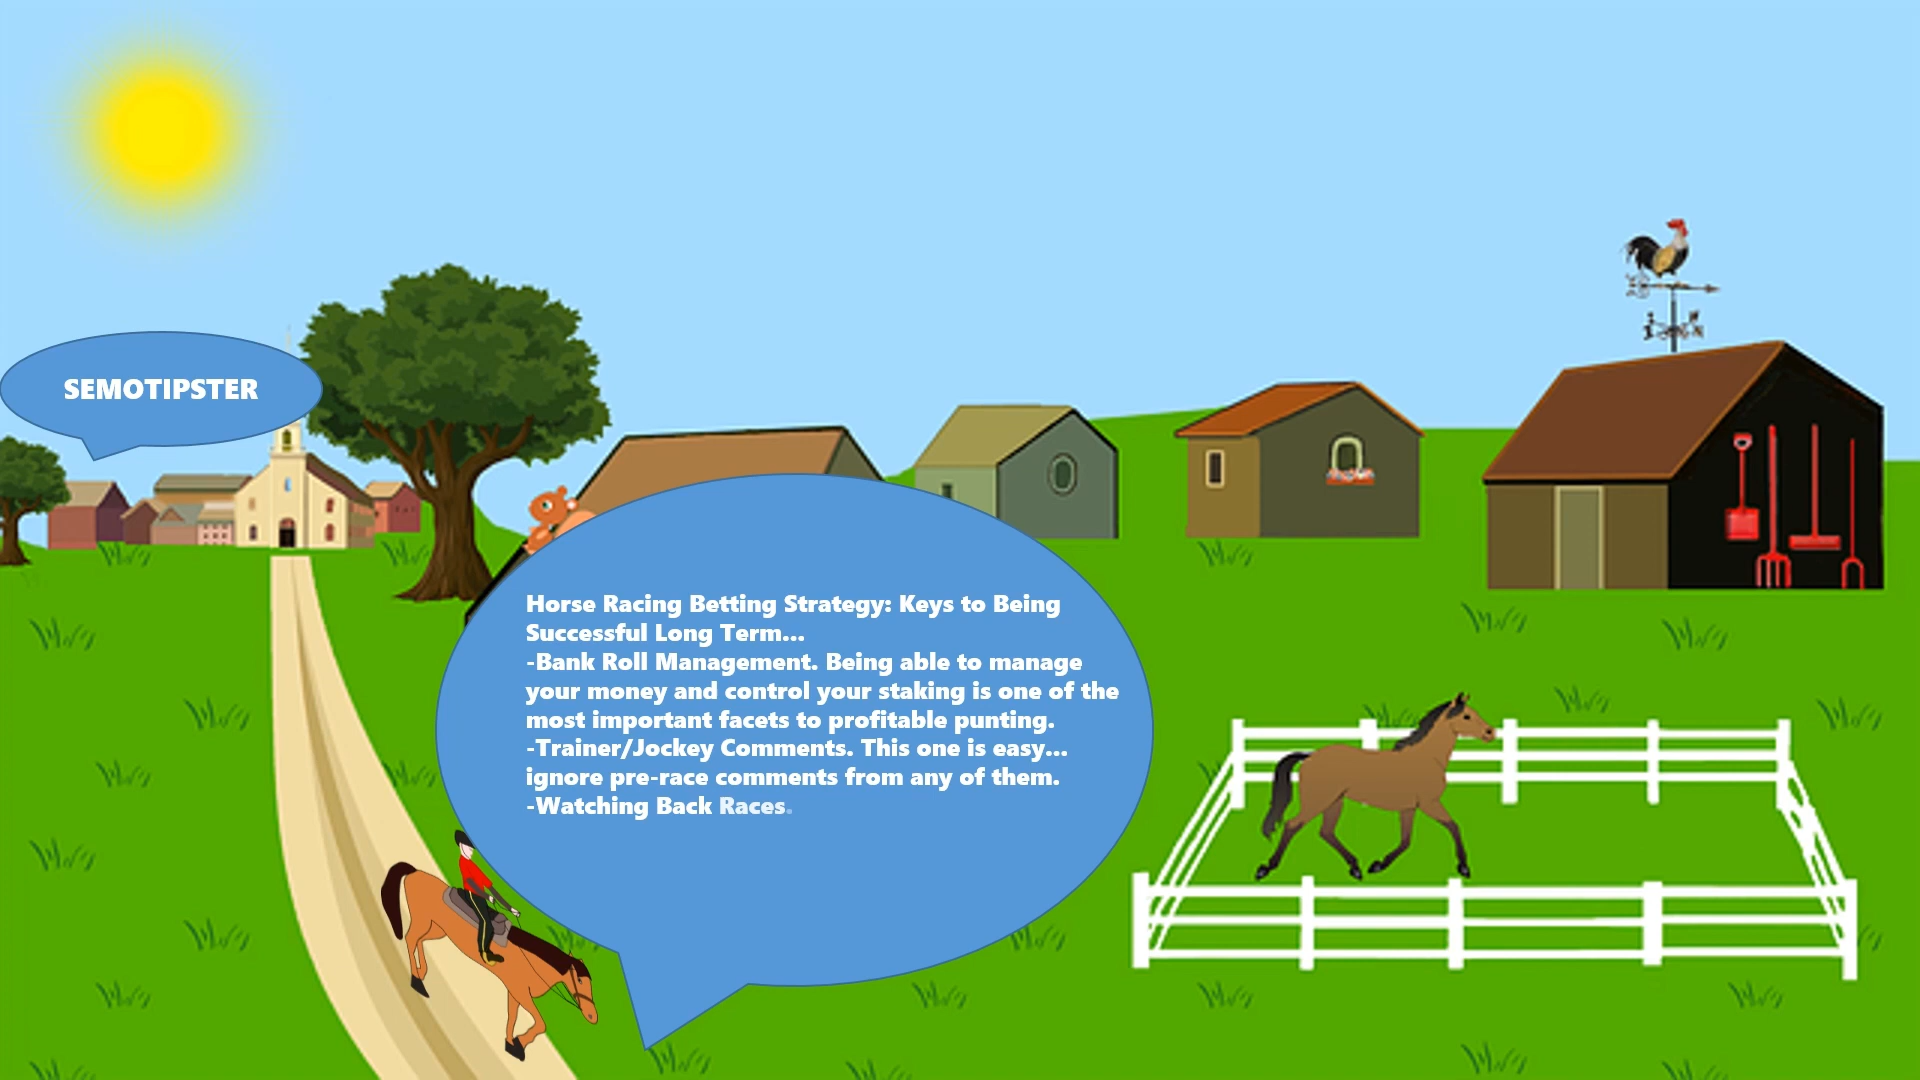 SEMOTIPSTER
Horse Racing Betting Strategy: Keys to Being
Successful Long Term...
-Bank Roll Management. Being able to manage
your money and control your staking is one of the
most important facets to profitable punting.
-Trainer/Jockey Comments. This one is easy...
ignore pre-race comments from any of them.
-Watching Back Races.